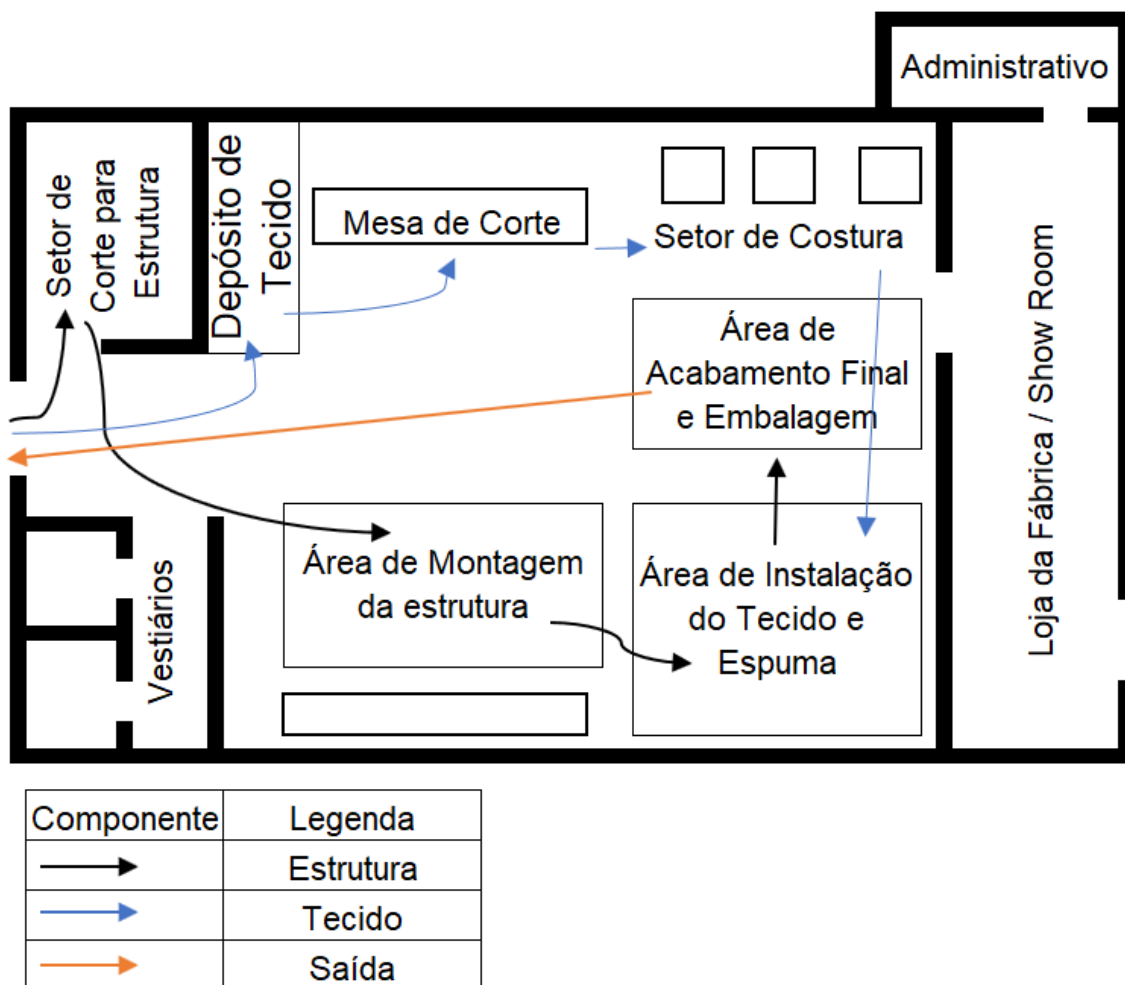 Administrativo
Setor de
Corte para
Estrutura
Depósito de
Tecido
Mesa de Corte
Setor de Costura
Área de
Acabamento Final
e Embalagem
Loja da Fábrica / Show Room
Área de Montagem
da estrutura
Área de Instalação
do Tecido e
Espuma
Vestiários
Componente Legenda
Estrutura
Tecido
Saída